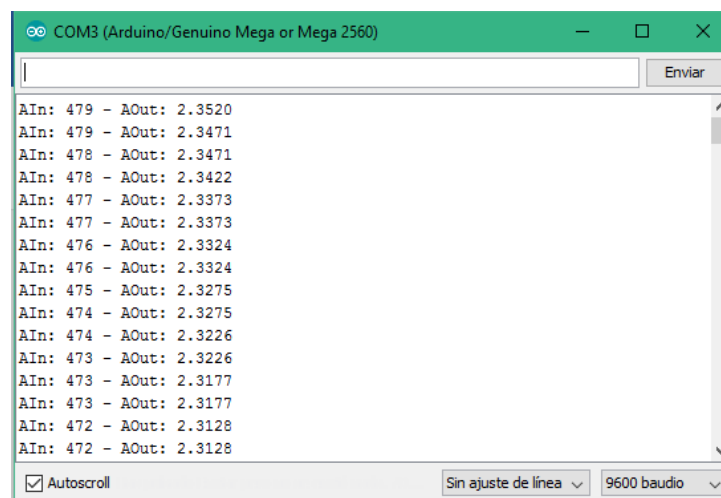 COM3 (Arduino/Genuino Mega or Mega 2560)
Enviar
AIn: 479 - AOut: 2.3520
AIn: 479 - AOut: 2.3471
AIn: 478 - AOut: 2.3471
AIn: 478 - AOut: 2.3422
AIn: 477 - AOut: 2.3373
AIn: 477 - AOut: 2.3373
AIn: 476 - AOut: 2.3324
AIn: 476 - AOut: 2.3324
AIn: 475 - AOut: 2.3275
AIn: 474 - AOut: 2.3275
AIn: 474 - AOut: 2.3226
AIn: 473 - AOut: 2.3226
AIn: 473 - AOut: 2.3177
AIn: 473 - AOut: 2.3177
AIn: 472 - AOut: 2.3128
AIn: 472 - AOut: 2.3128
Autoscroll Sin ajuste de línea 9600 baudio